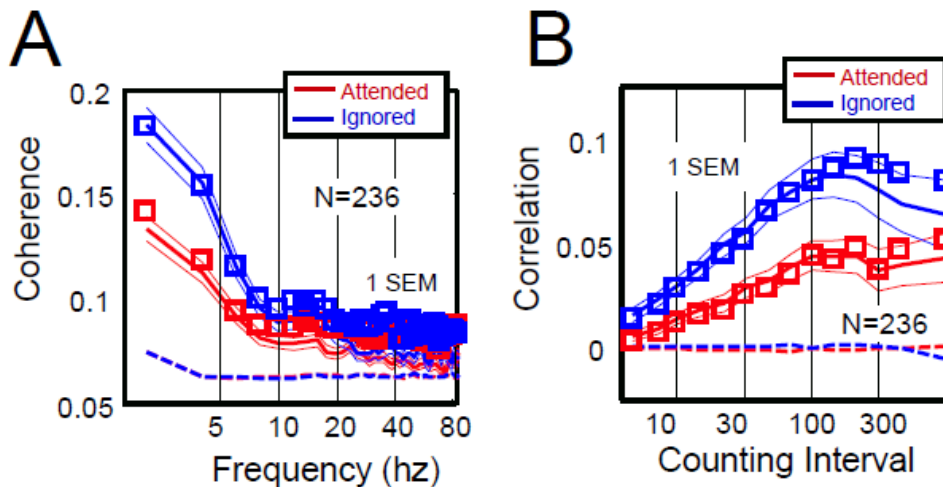 A
Attended
Ignored
0.2
0.15
0.1
0.05
Coherence
N=236
1 SEM
5 10 20 40 80
Frequency (hz)
B
Attended
Ignored
0.1
0.05
0
Correlation
1 SEM
N=236
10 30 100 300
Counting Interval